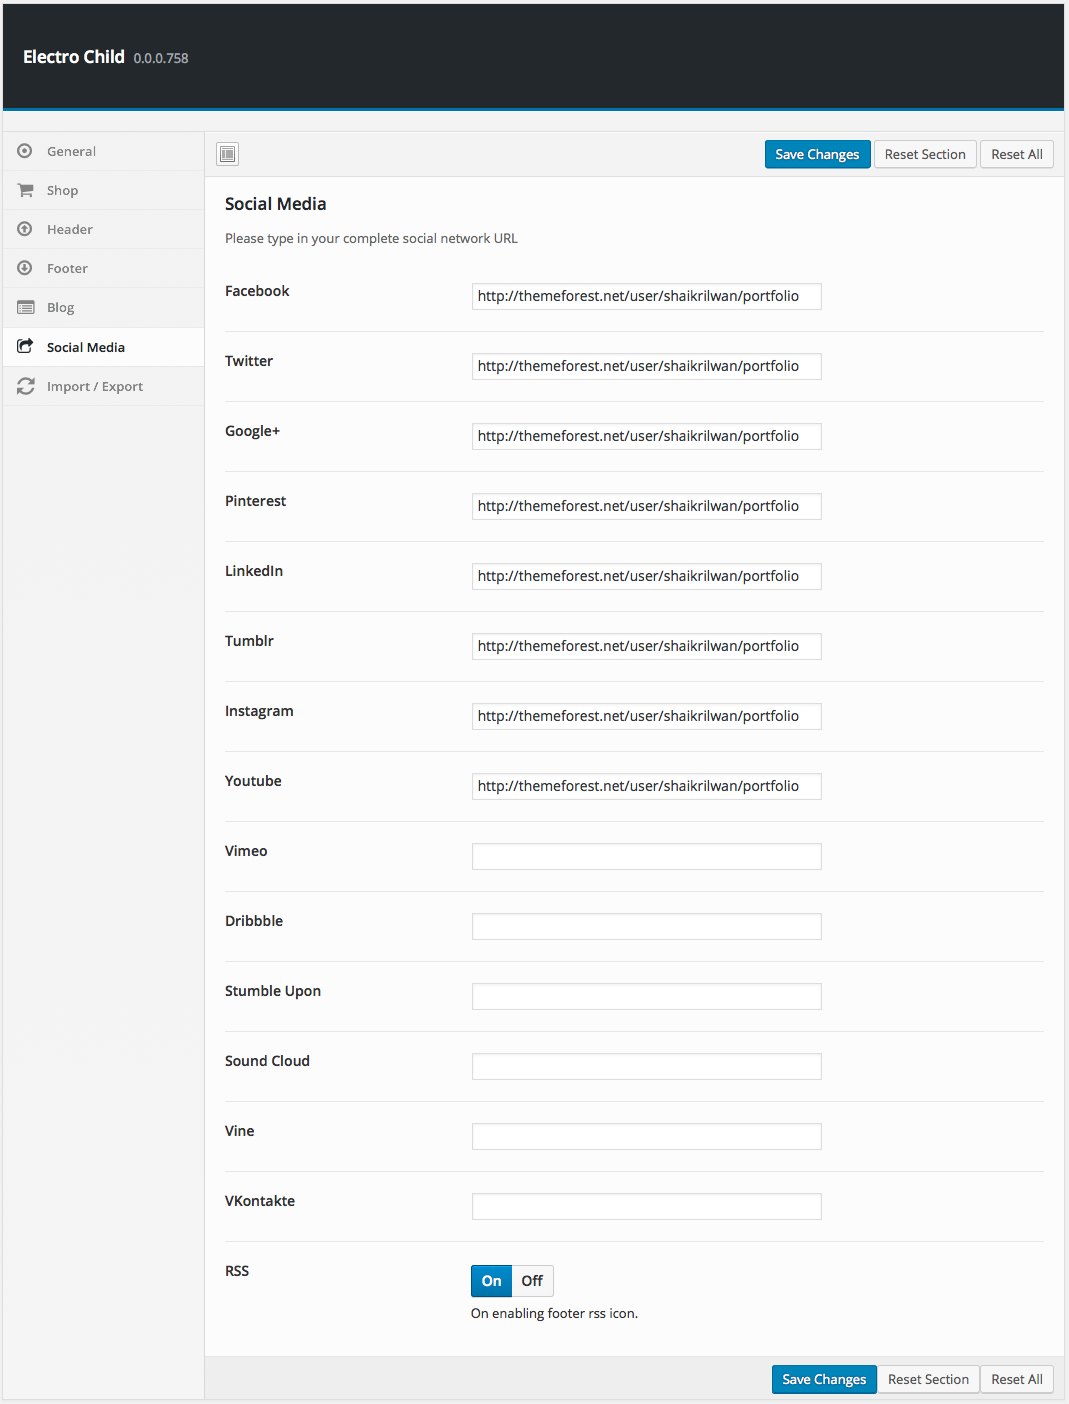 Electro Child 0.0.0.758
General
Shop
Header
Footer
Blog
Social Media
Import / Export
Save Changes Reset Section Reset All
Social Media
Please type in your complete social network URL
Facebook http://themeforest.net/user/shaikrilwan/portfolio
Twitter http://themeforest.net/user/shaikrilwan/portfolio
Google+ http://themeforest.net/user/shaikrilwan/portfolio
Pinterest http://themeforest.net/user/shaikrilwan/portfolio
LinkedIn http://themeforest.net/user/shaikrilwan/portfolio
Tumblr http://themeforest.net/user/shaikrilwan/portfolio
Instagram http://themeforest.net/user/shaikrilwan/portfolio
Youtube http://themeforest.net/user/shaikrilwan/portfolio
Vimeo
Dribbble
Stumble Upon
Sound Cloud
Vine
VKontakte
RSS On Off
On enabling footer rss icon.
Save Changes Reset Section Reset All